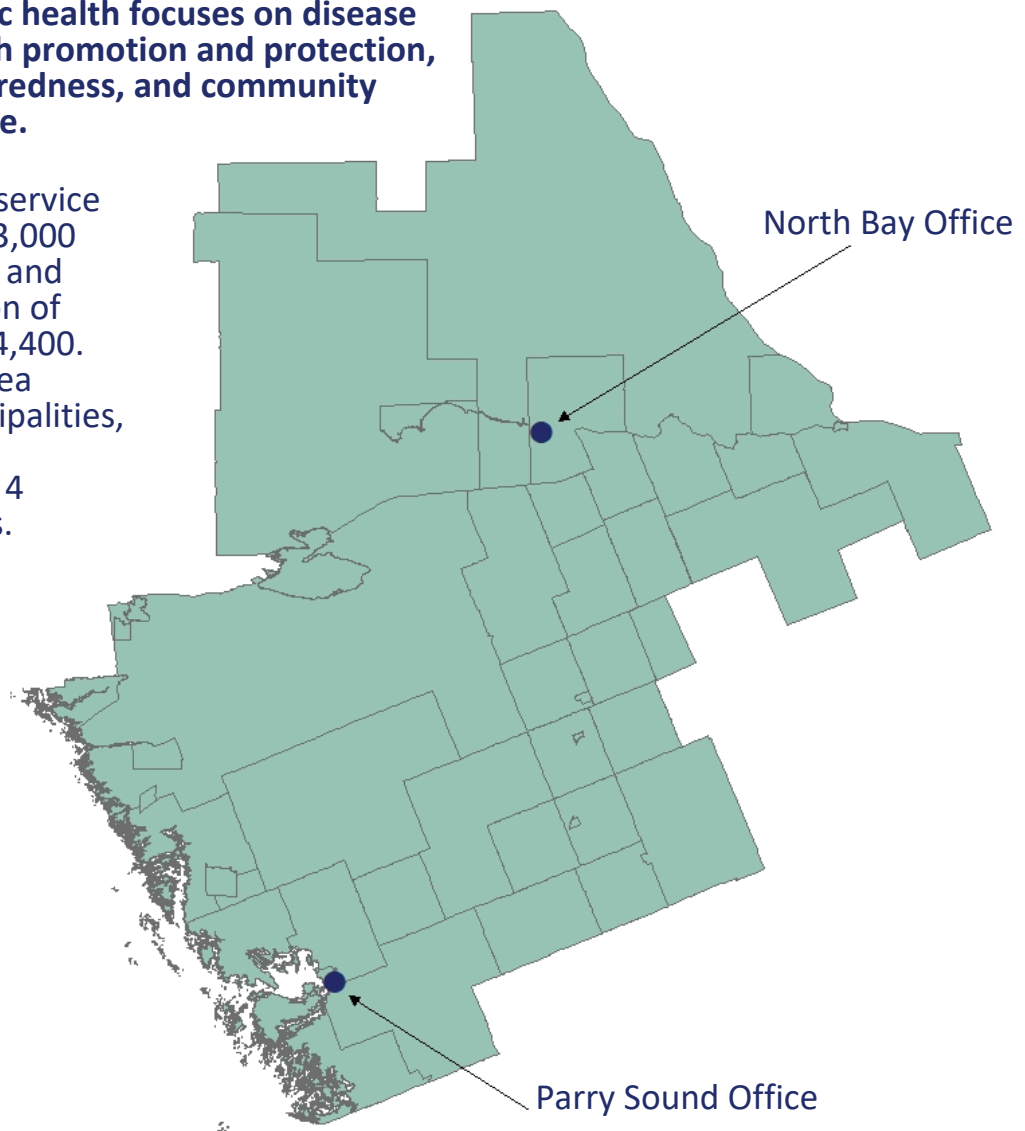 c health focuses on disease
h promotion and protection,
redness, and community
e.
service
3,000
and
n of
4,400.
ea
cipalities,
4
s.
North Bay Office
Parry Sound Office